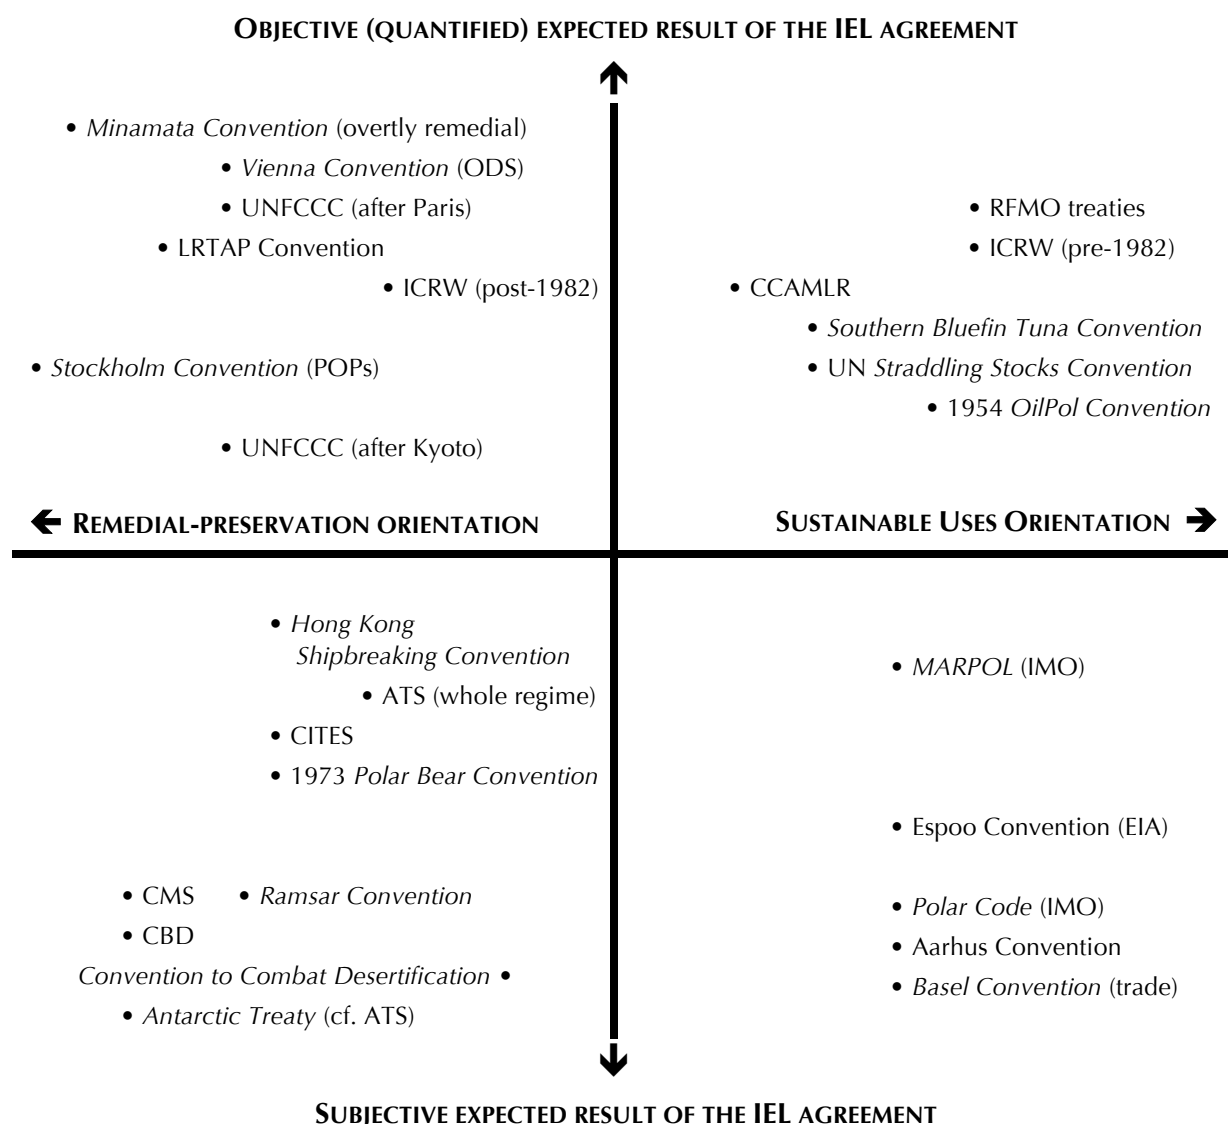 OBJECTIVE (QUANTIFIED) EXPECTED RESULT OF THE IEL AGREEMENT
• Minamata Convention (overtly remedial)
• Vienna Convention (ODS)
• UNFCCC (after Paris)
• RFMO treaties
• LRTAP Convention
• ICRW (pre-1982)
• ICRW (post-1982)
• CCAMLR
• Southern Bluefin Tuna Convention
• Stockholm Convention (POPs)
• UN Straddling Stocks Convention
• 1954 OilPol Convention
• UNFCCC (after Kyoto)
← REMEDIAL-PRESERVATION ORIENTATION
SUSTAINABLE USES ORIENTATION →
• Hong Kong
Shipbreaking Convention
• MARPOL (IMO)
• ATS (whole regime)
• CITES
• 1973 Polar Bear Convention
• Espoo Convention (EIA)
• CMS • Ramsar Convention
• Polar Code (IMO)
• CBD
• Aarhus Convention
Convention to Combat Desertification •
• Basel Convention (trade)
• Antarctic Treaty (cf. ATS)
SUBJECTIVE EXPECTED RESULT OF THE IEL AGREEMENT